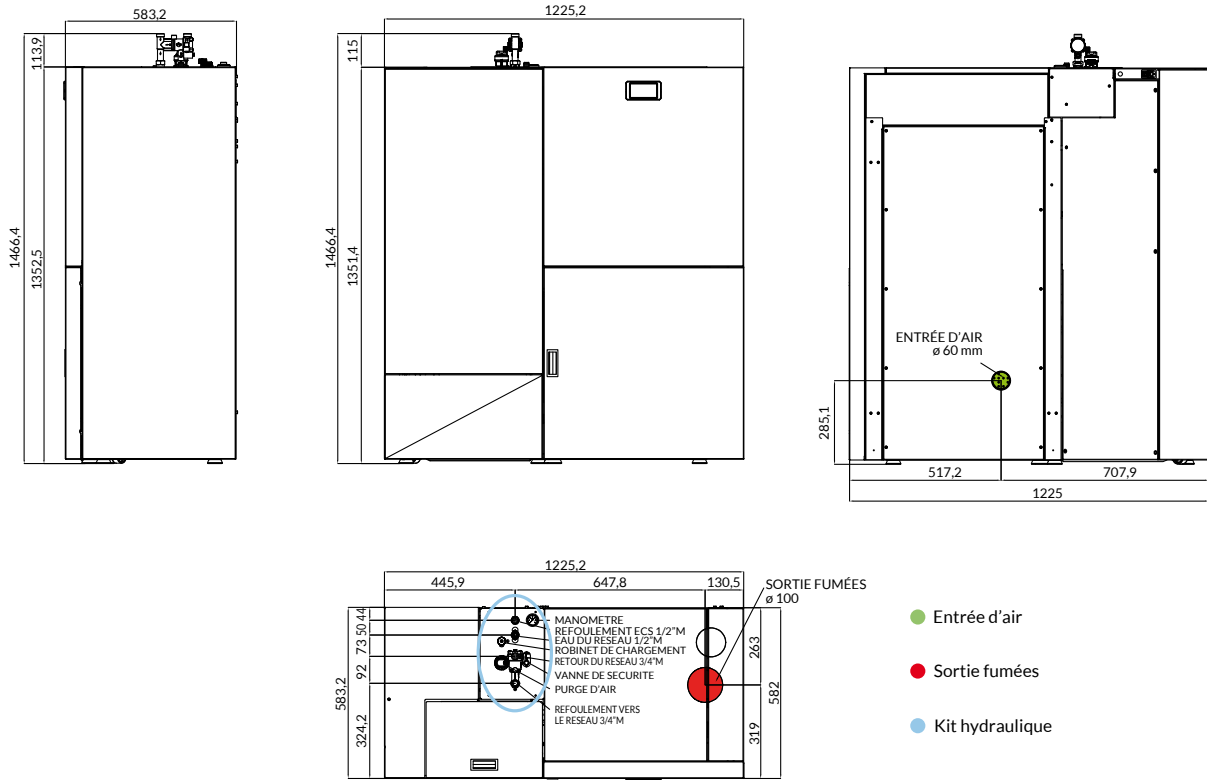 583,2
113,9
1466,4
1352,5
1225,2
115
1466,4
1351,4
ENTRÉE D'AIR
ø 60 mm
285,1
517,2
707,9
1225
1225,2
445,9
647,8
130,5
SORTIE FUMÉES
ø 100
44
50
73
92
583,2
324,2
MANOMETRE
REFOULEMENT ECS 1/2"M
EAU DU RESEAU 1/2"M
ROBINET DE CHARGEMENT
RETOUR DU RESEAU 3/4"M
VANNE DE SECURITE
PURGE D'AIR
REFOULEMENT VERS
LE RESEAU 3/4"M
263
582
319
Entrée d'air
Sortie fumées
Kit hydraulique